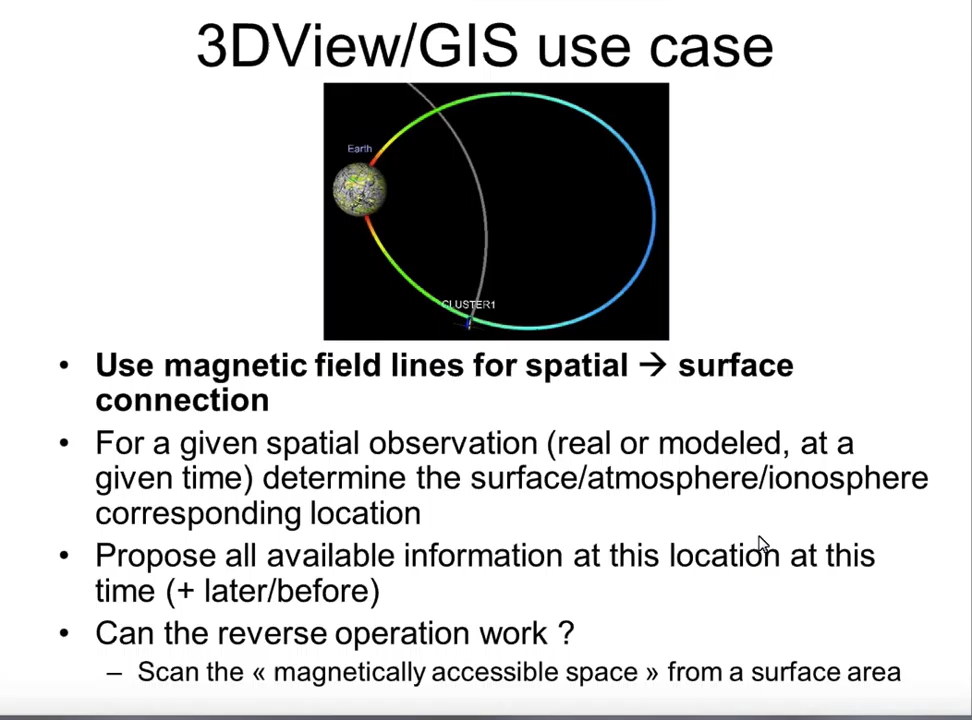 3DView/GIS use case
Earth
CLUSTER1
• Use magnetic field lines for spatial → surface
connection
• For a given spatial observation (real or modeled, at a
given time) determine the surface/atmosphere/ionosphere
corresponding location
• Propose all available information at this location at this
time (+ later/before)
• Can the reverse operation work ?
– Scan the « magnetically accessible space » from a surface area